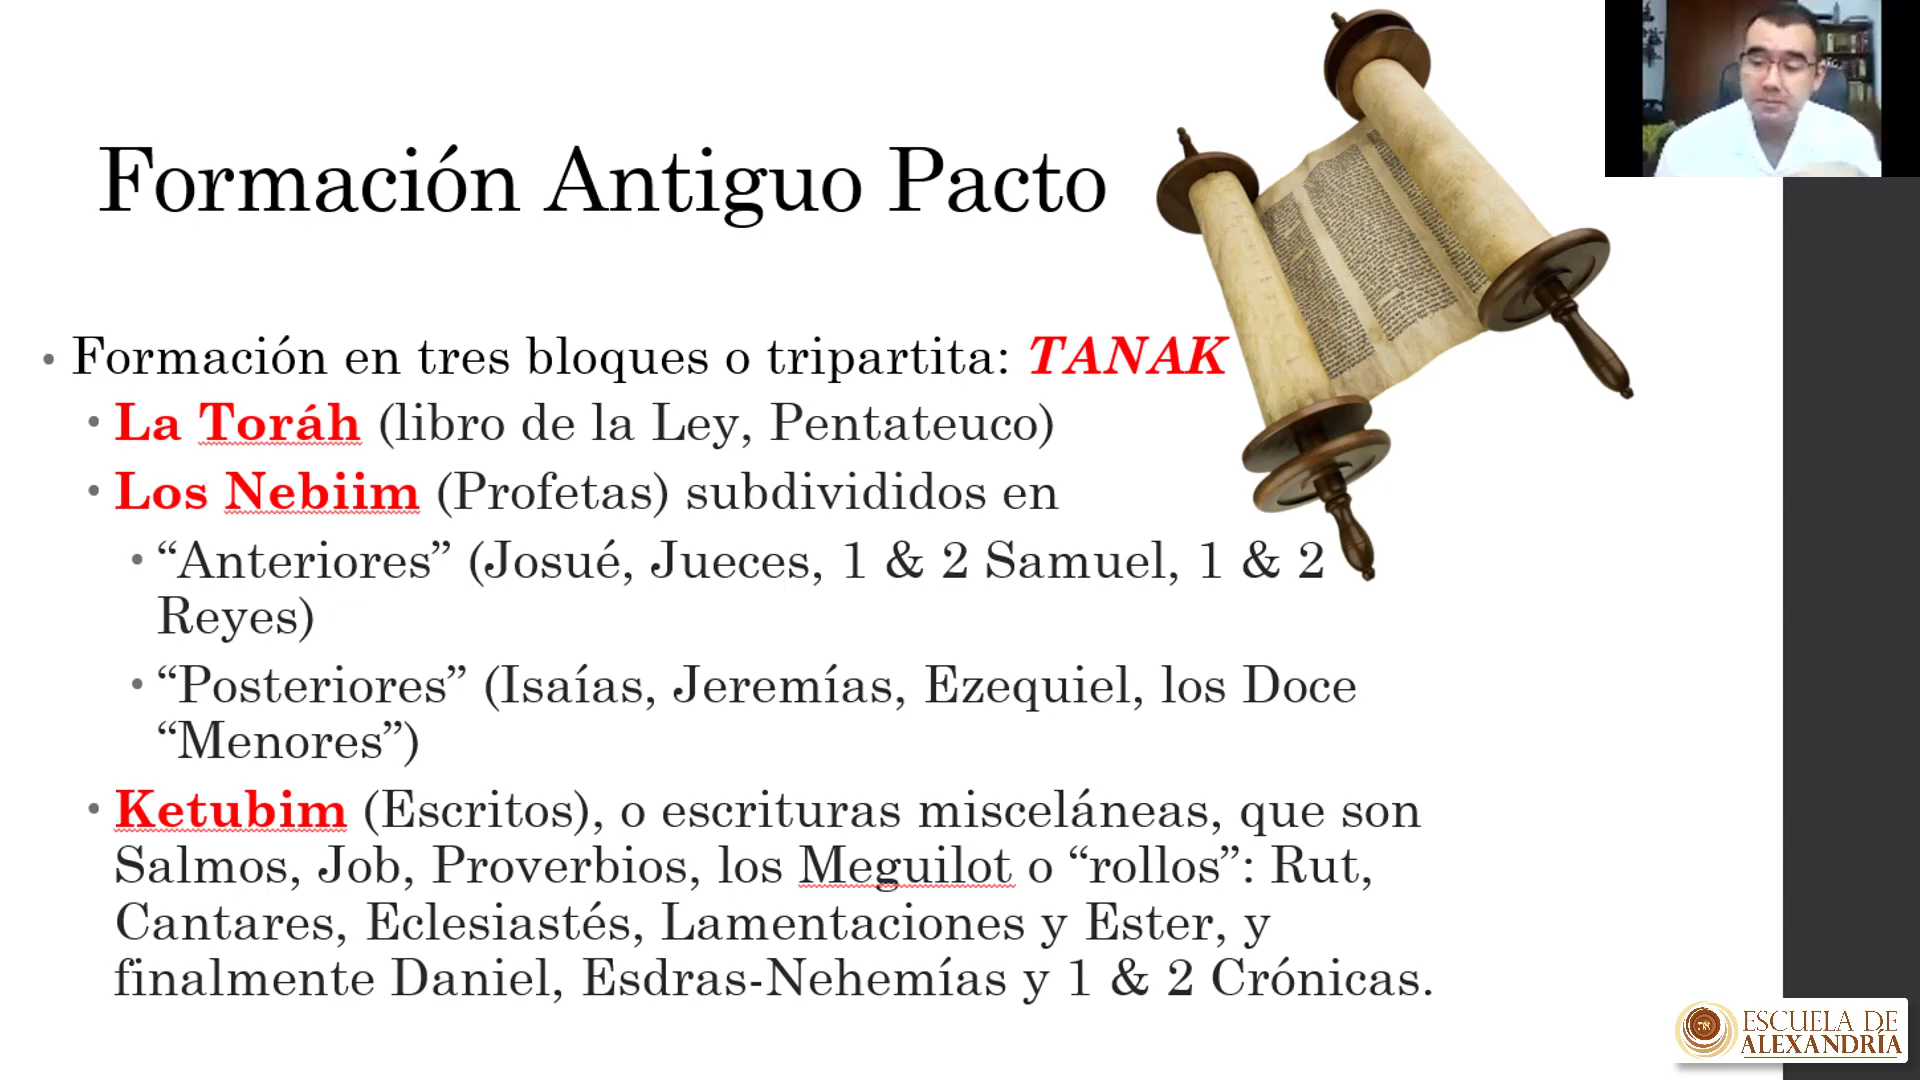 Formación Antiguo Pacto
• Formación en tres bloques o tripartita: TANAK
• La Toráh (libro de la Ley, Pentateuco)
• Los Nebiim (Profetas) subdivididos en
• “Anteriores” (Josué, Jueces, 1 & 2 Samuel, 1 & 2
Reyes)
• “Posteriores” (Isaías, Jeremías, Ezequiel, los Doce
“Menores”)
• Ketubim (Escritos), o escrituras misceláneas, que son
Salmos, Job, Proverbios, los Meguilot o “rollos”: Rut,
Cantares, Eclesiastés, Lamentaciones y Ester, y
finalmente Daniel, Esdras-Nehemías y 1 & 2 Crónicas.
ESCUELA DE
ALEXANDRÍA